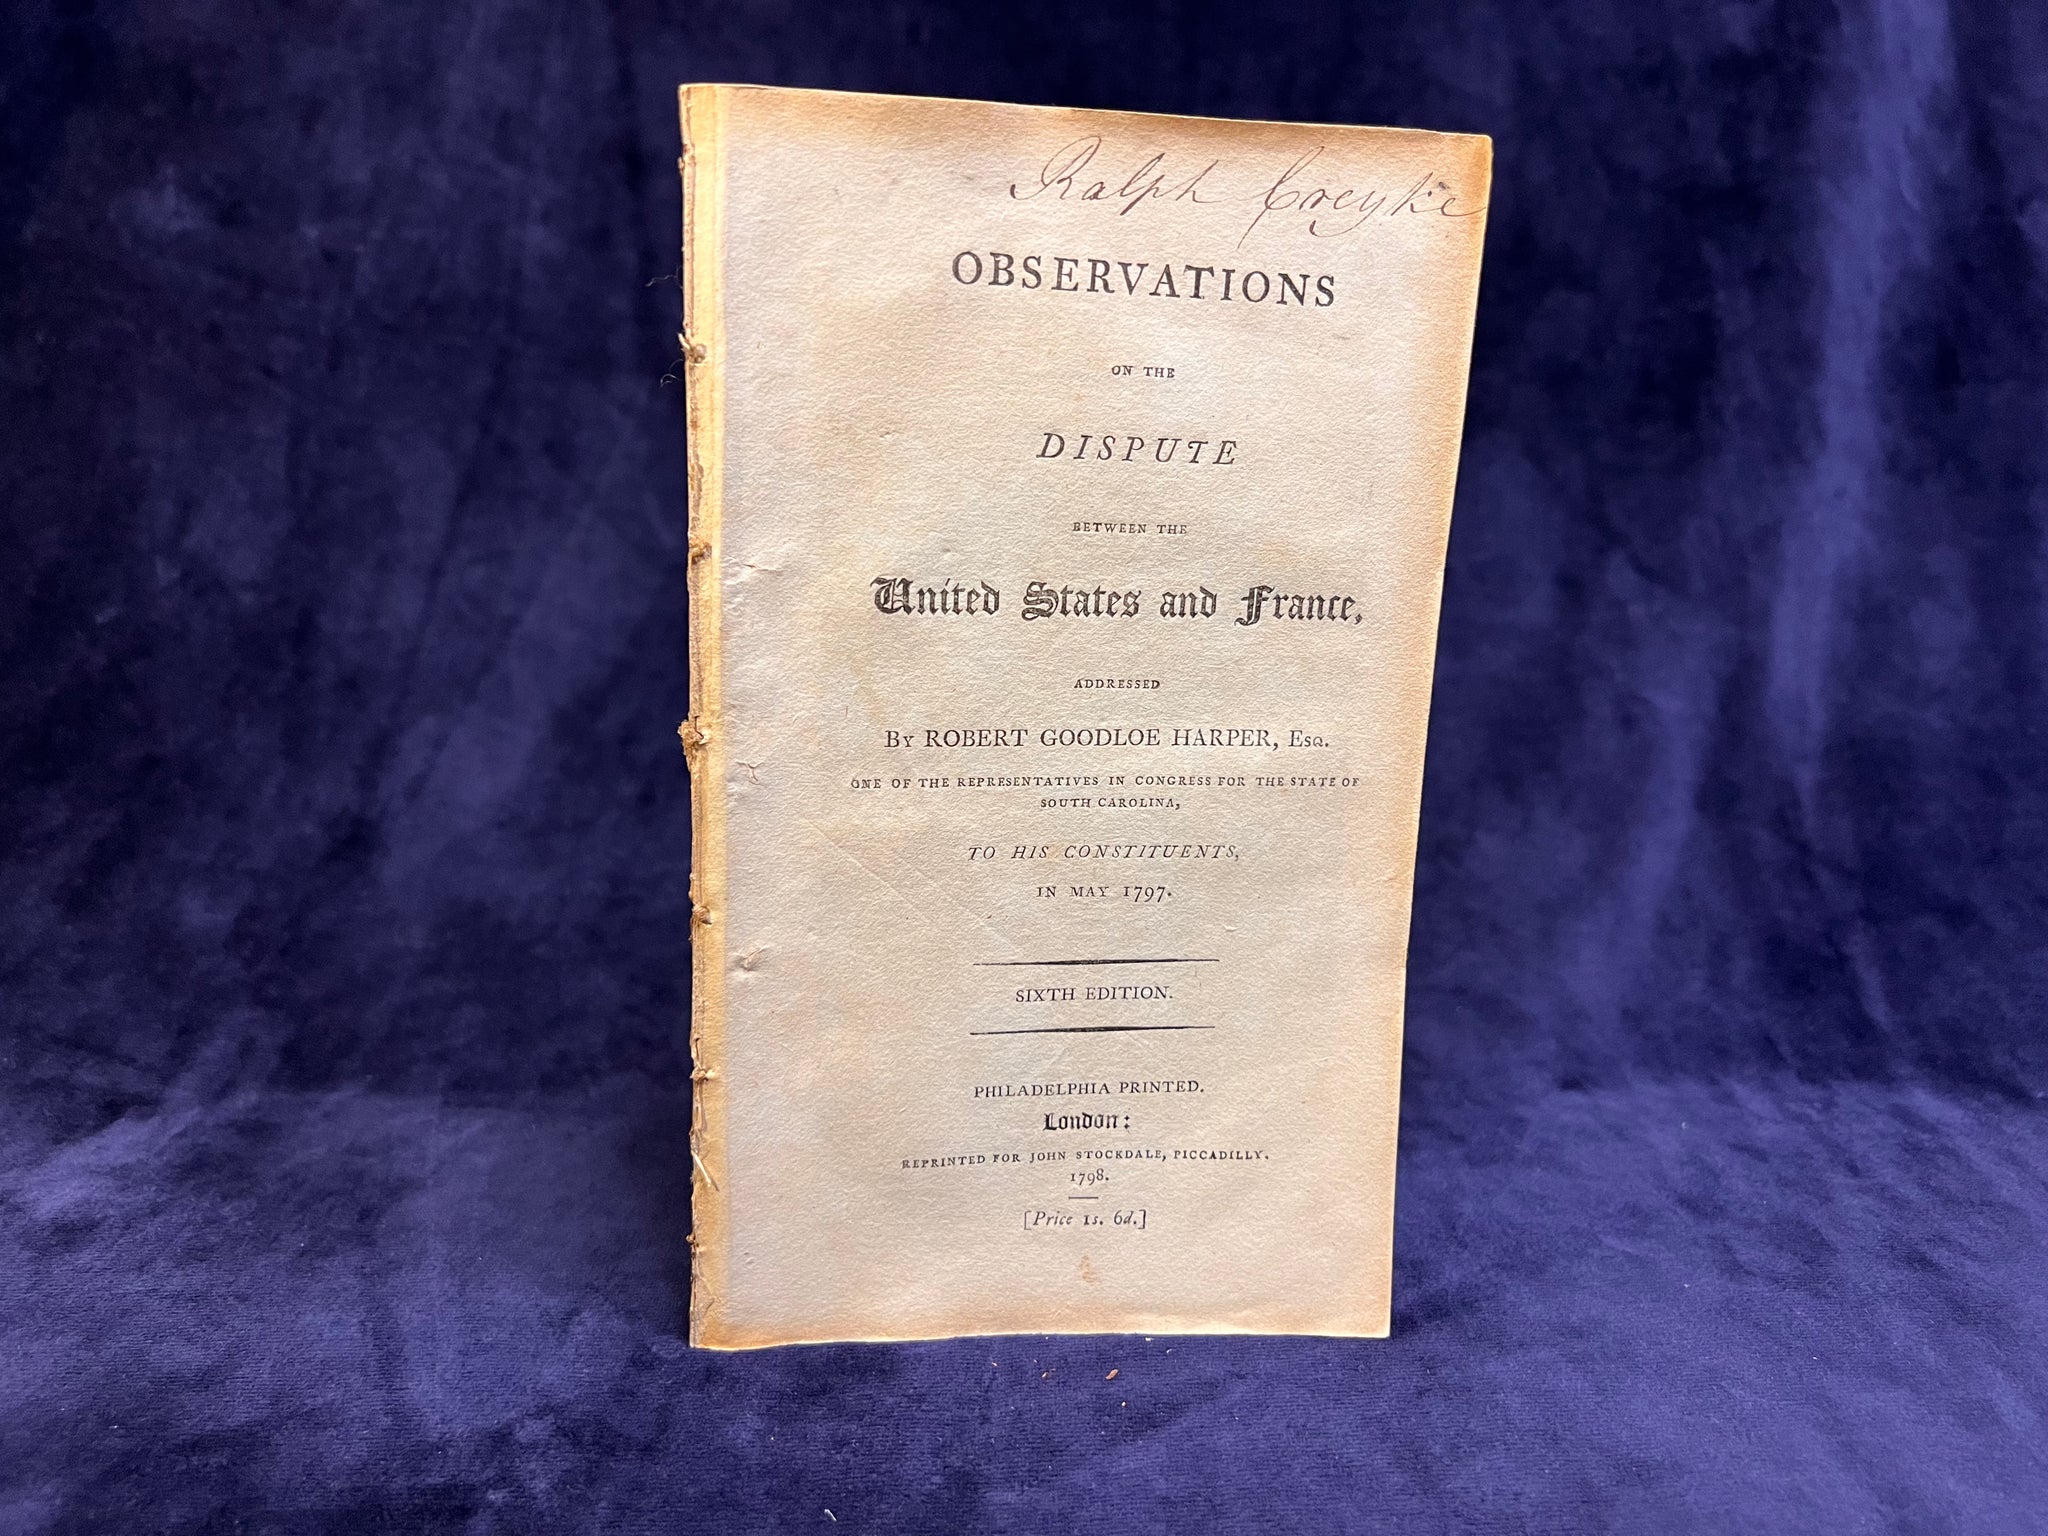 Ralph Creyke
OBSERVATIONS
ON THE
DISPUTE
BETWEEN THE
United States and France,
ADDRESSED
By ROBERT GOODLOE HARPER, Esq.
ONE OF THE REPRESENTATIVES IN CONGRESS FOR THE STATE OF
SOUTH CAROLINA,
TO HIS CONSTITUENTS,
IN MAY 1797.
SIXTH EDITION.
PHILADELPHIA PRINTED.
London:
REPRINTED FOR JOHN STOCKDALE, PICCADILLY.
1798.
[Price 1s. 6d.]